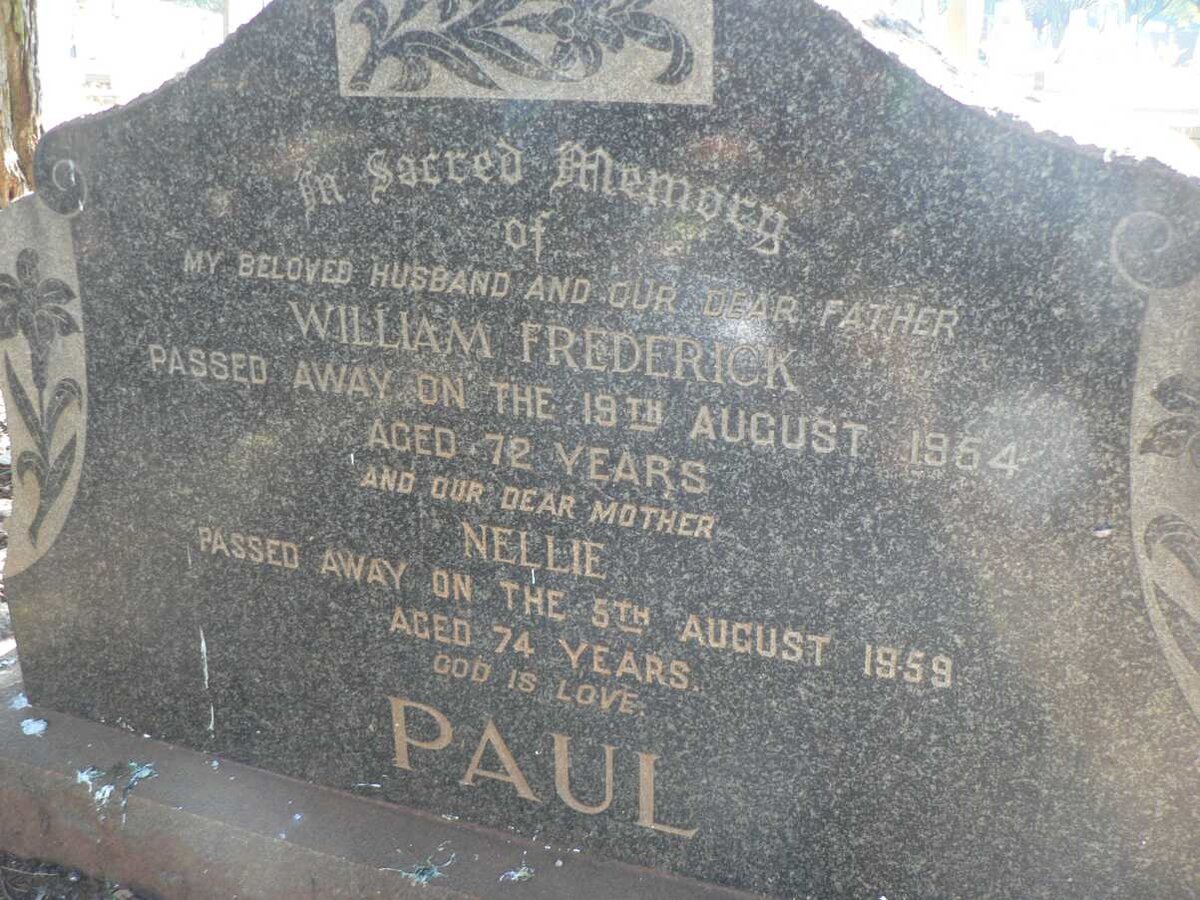 In Sacred Memory
of
MY BELOVED HUSBAND AND OUR DEAR FATHER
WILLIAM FREDERICK
PASSED AWAY ON THE 19TH AUGUST 1954
AGED 72 YEARS
AND OUR DEAR MOTHER
NELLIE
PASSED AWAY ON THE 5TH AUGUST 1959
AGED 74 YEARS.
GOD IS LOVE.
PAUL